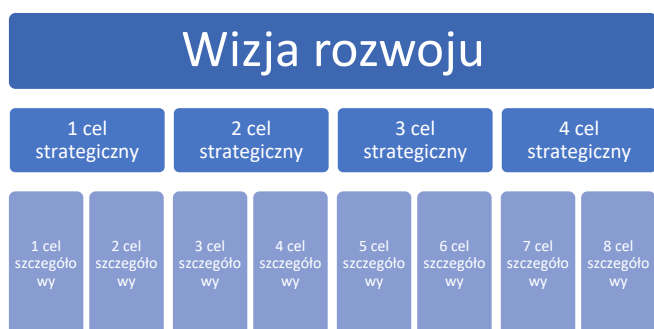 Wizja rozwoju
1 cel
strategiczny
2 cel
strategiczny
3 cel
strategiczny
4 cel
strategiczny
1 cel
szczegóło
wy
2 cel
szczegóło
wy
3 cel
szczegóło
wy
4 cel
szczegóło
wy
5 cel
szczegóło
wy
6 cel
szczegóło
wy
7 cel
szczegóło
wy
8 cel
szczegóło
wy